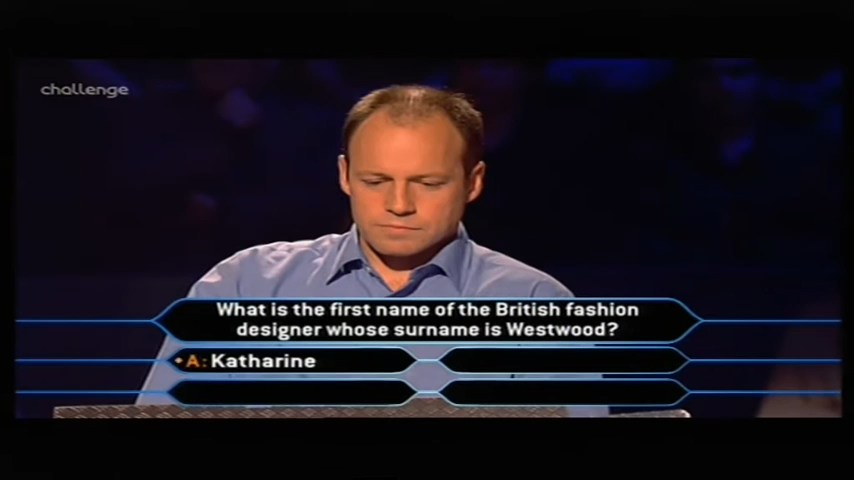 challenge
What is the first name of the British fashion
designer whose surname is Westwood?
A: Katharine